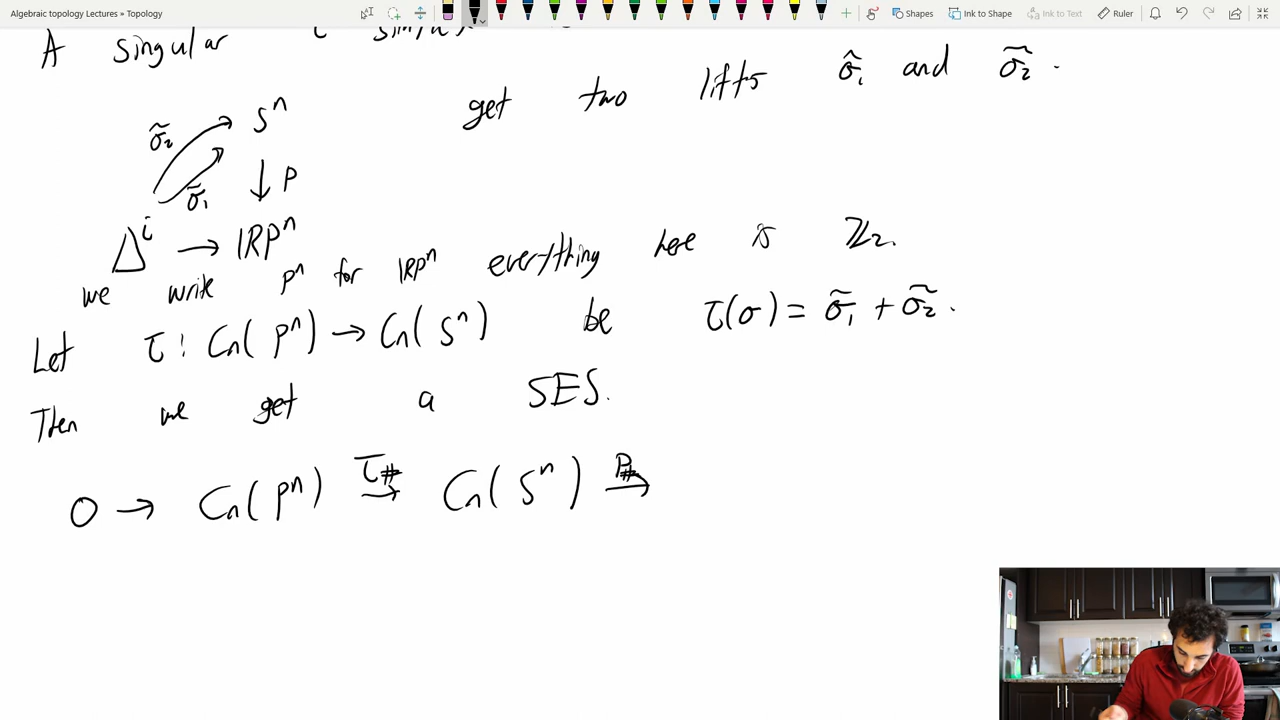 Algebraic topology Lectures » Topology
Shapes Ink to Shape Ink to Text Ruler
A singular i
get two lifts σ̂₁ and σ̃₂.
σ̃₂ Sⁿ
σ̃₁ ↓ P
Δⁱ → RPⁿ
we write Pⁿ for RPⁿ everything here is ℤ₂.
Let τ: Cn(Pⁿ) → Cn(Sⁿ) be τ(σ) = σ̃₁ + σ̃₂.
Then we get a SES.
0 → Cn(Pⁿ) τ# → Cn(Sⁿ) P# →